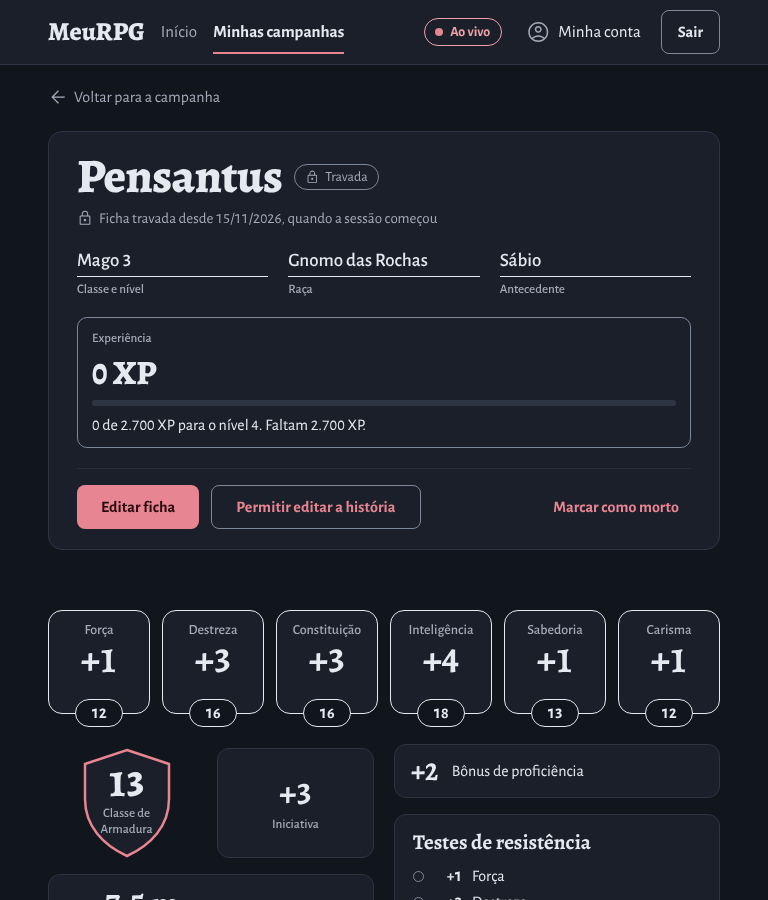 MeuRPG Início Minhas campanhas Ao vivo Minha conta Sair
Voltar para a campanha
Pensantus Travada
Ficha travada desde 15/11/2026, quando a sessão começou
Mago 3 Gnomo das Rochas Sábio
Classe e nível Raça Antecedente
Experiência
0 XP
0 de 2.700 XP para o nível 4. Faltam 2.700 XP.
Editar ficha Permitir editar a história Marcar como morto
Força Destreza Constituição Inteligência Sabedoria Carisma
+1 +3 +3 +4 +1 +1
12 16 16 18 13 12
13
Classe de
Armadura
+3
Iniciativa
+2 Bônus de proficiência
Testes de resistência
+1 Força